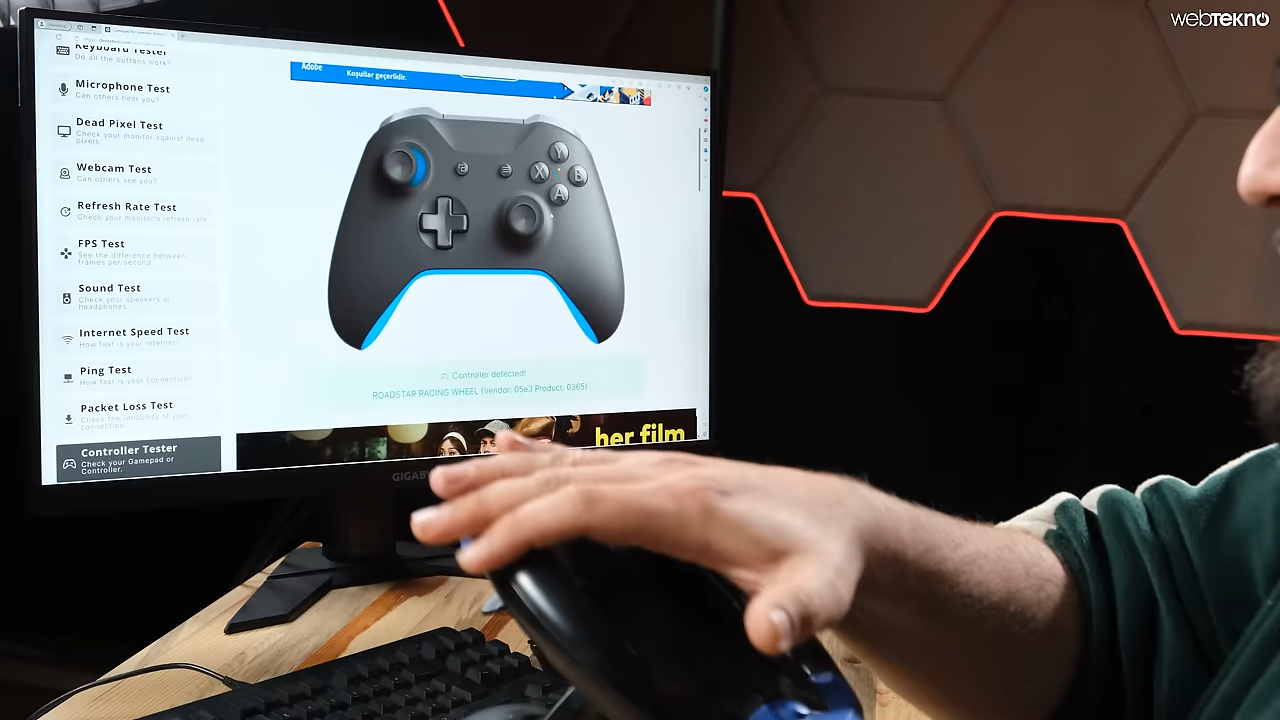 webtekno
Gamepad & Controller Tester
Adobe
Koşullar geçerlidir.
Keyboard Tester
Do all the buttons work?
Microphone Test
Can others hear you?
Dead Pixel Test
Check your monitor against dead
pixels
Webcam Test
Can others see you?
Refresh Rate Test
Check your monitor's refresh rate
FPS Test
See the difference between
frames per second
Sound Test
Check your speakers or
headphones.
Internet Speed Test
How fast is your internet?
Ping Test
How fast is your connection?
Packet Loss Test
Check the reliability of your
connection
Controller Tester
Check your Gamepad or
Controller.
Y
X
B
A
Controller detected!
ROADSTAR RACING WHEEL (Vendor: 05e3 Product: 0365)
her film